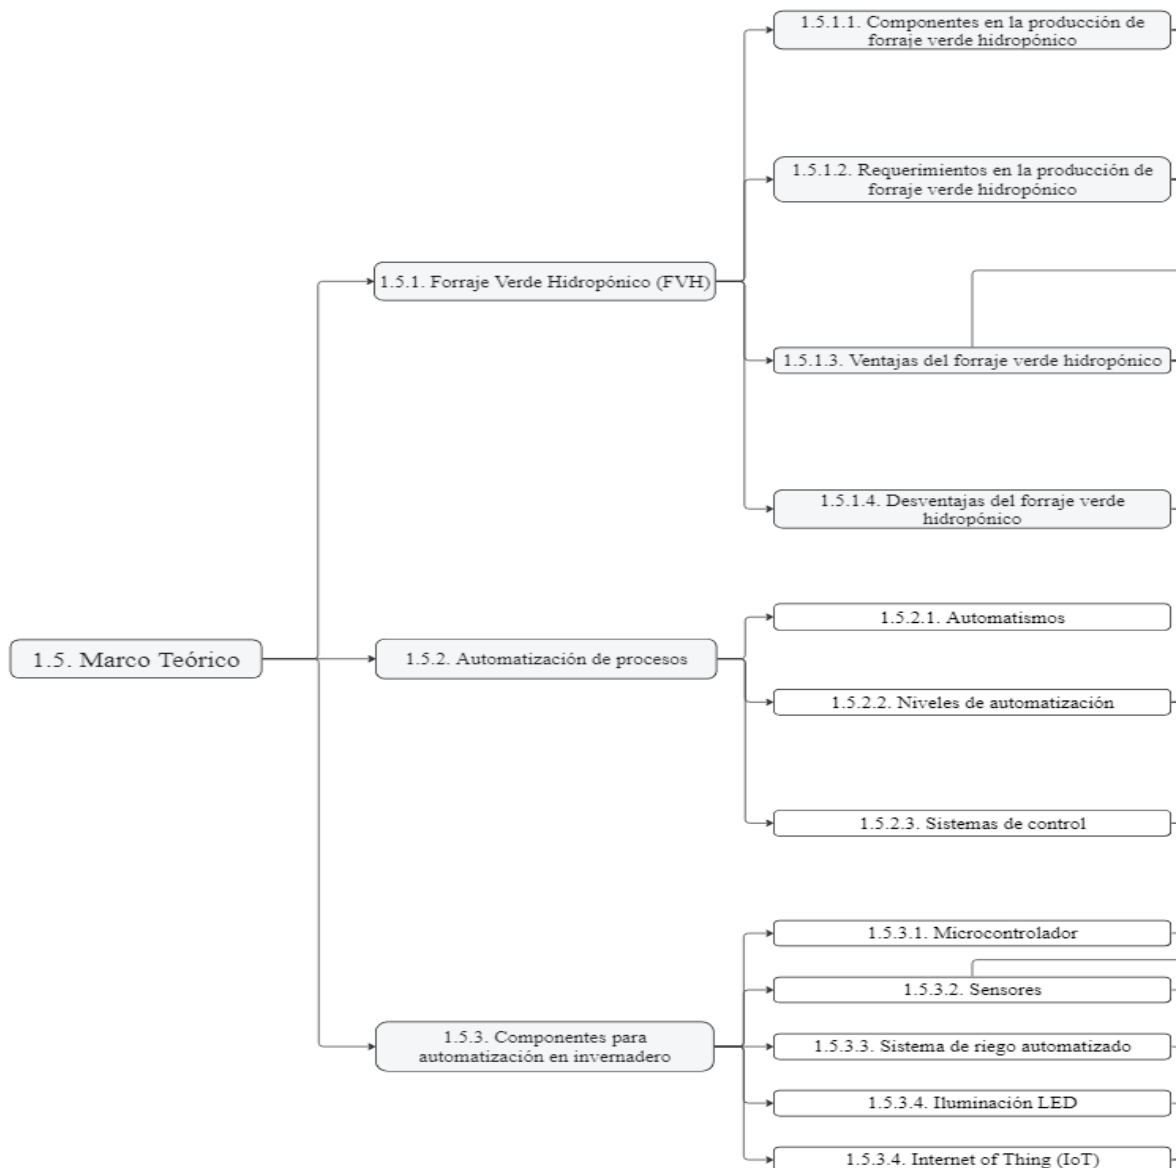 1.5. Marco Teórico
1.5.1. Forraje Verde Hidropónico (FVH)
1.5.1.1. Componentes en la producción de
forraje verde hidropónico
1.5.1.2. Requerimientos en la producción de
forraje verde hidropónico
1.5.1.3. Ventajas del forraje verde hidropónico
1.5.1.4. Desventajas del forraje verde
hidropónico
1.5.2. Automatización de procesos
1.5.2.1. Automatismos
1.5.2.2. Niveles de automatización
1.5.2.3. Sistemas de control
1.5.3. Componentes para
automatización en invernadero
1.5.3.1. Microcontrolador
1.5.3.2. Sensores
1.5.3.3. Sistema de riego automatizado
1.5.3.4. Iluminación LED
1.5.3.4. Internet of Thing (IoT)